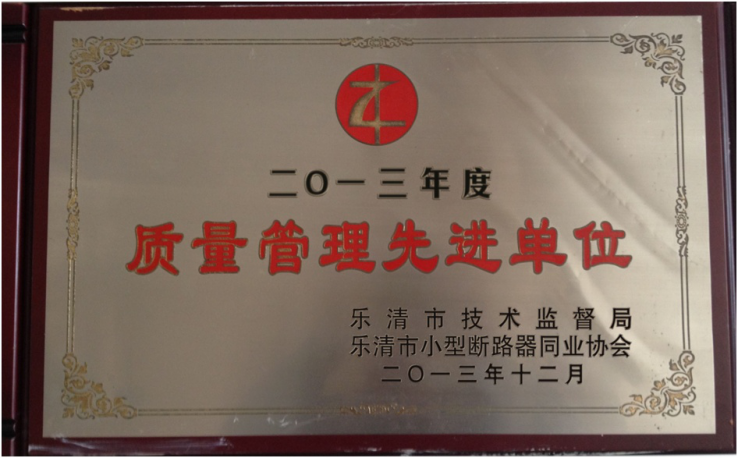 二〇一三年度
质量管理先进单位
乐清市技术监督局
乐清市小型断路器同业协会
二〇一三年十二月